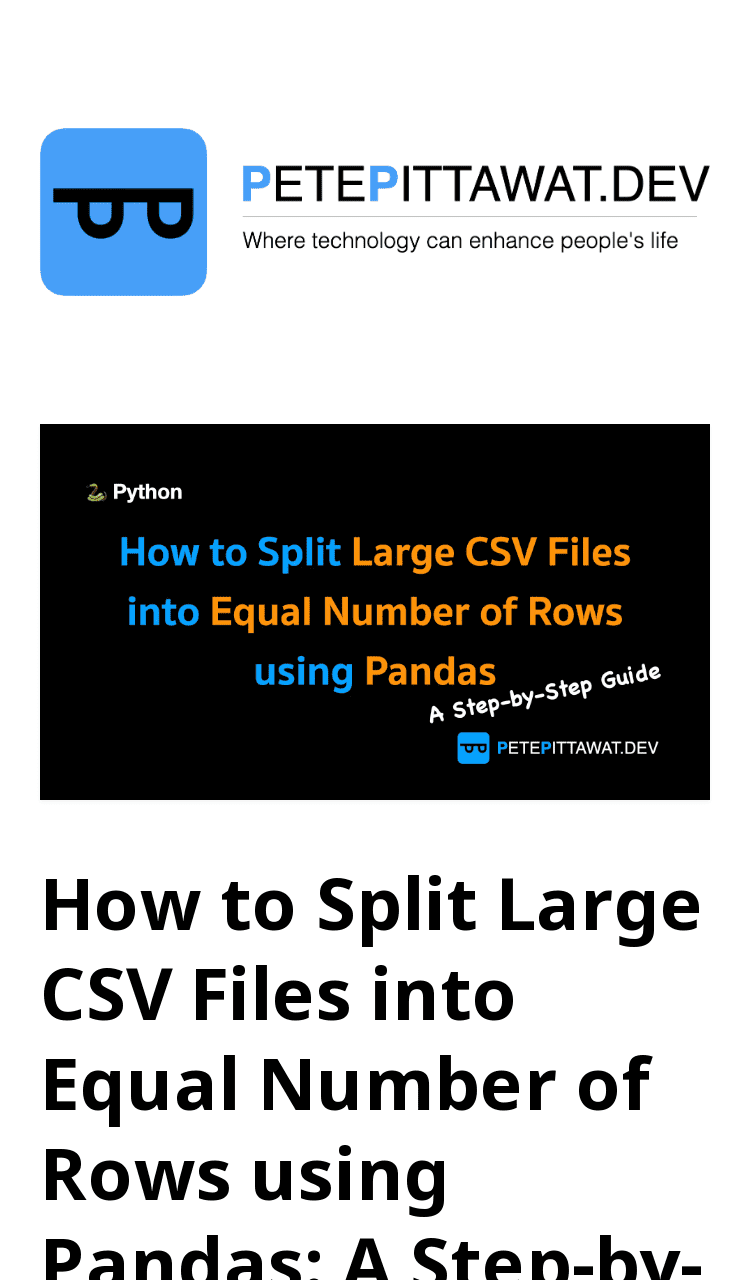 PETEPITTAWAT.DEV
Where technology can enhance people's life
🐍 Python
How to Split Large CSV Files
into Equal Number of Rows
using Pandas
A Step-by-Step Guide
PETEPITTAWAT.DEV
How to Split Large
CSV Files into
Equal Number of
Rows using
Pandas: A Step-by-